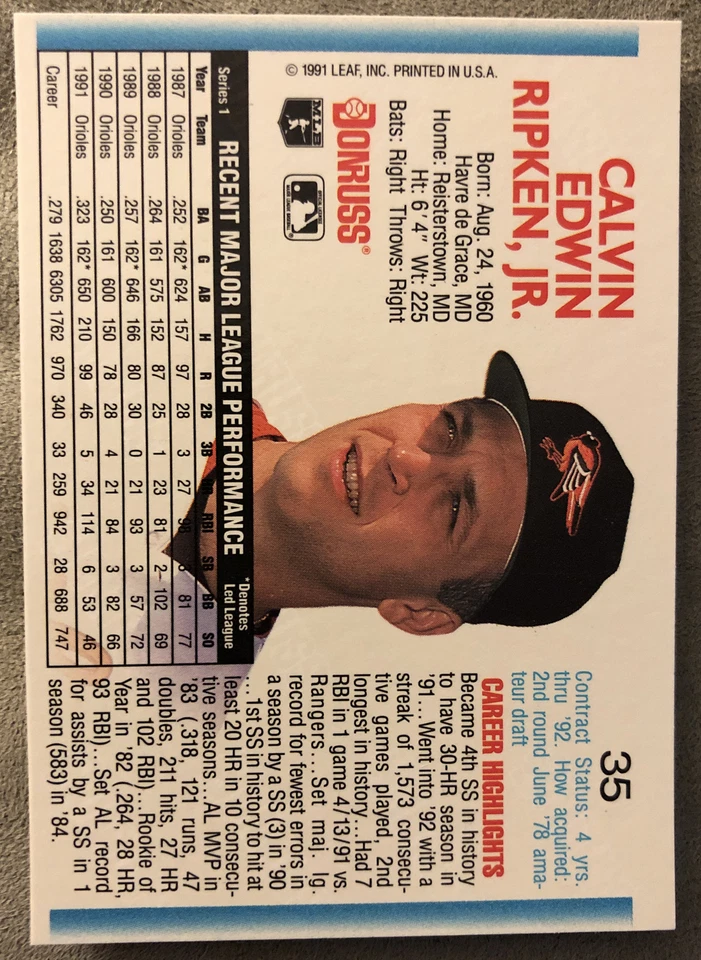 CALVIN
EDWIN
RIPKEN, JR.
Born: Aug. 24, 1960
Havre de Grace, MD
Home: Reisterstown, MD
Ht: 6'4" Wt: 225
Bats: Right Throws: Right
DONRUSS®
MLB
© 1991 LEAF, INC. PRINTED IN U.S.A.
35
Contract Status: 4 yrs.
thru '92. How acquired:
2nd round June '78 ama-
teur draft
CAREER HIGHLIGHTS
Became 4th SS in history
to have 30-HR season in
'91... Went into '92 with a
streak of 1,573 consecu-
tive games played, 2nd
longest in history... Had 7
RBI in 1 game 4/13/91 vs.
Rangers... Set maj. lg.
record for fewest errors in
a season by a SS (3) in '90
... 1st SS in history to hit at
least 20 HR in 10 consecu-
tive seasons... AL MVP in
'83 (.318, 121 runs, 47
doubles, 211 hits, 27 HR
and 102 RBI)... Rookie of
Year in '82 (.264, 28 HR,
93 RBI)... Set AL record
for assists by a SS in 1
season (583) in '84.
Series 1 RECENT MAJOR LEAGUE PERFORMANCE *Denotes Led League
Year Team BA G AB H R 2B 3B HR RBI SB BB SO
1987 Orioles .252 162* 624 157 97 28 3 27 98 3 81 77
1988 Orioles .264 161 575 152 87 25 1 23 81 2 102 69
1989 Orioles .257 162* 646 166 80 30 0 21 93 3 57 72
1990 Orioles .250 161 600 150 78 28 4 21 84 3 82 66
1991 Orioles .323 162* 650 210 99 46 5 34 114 6 53 46
Career .279 1638 6305 1762 970 340 33 259 942 28 688 747